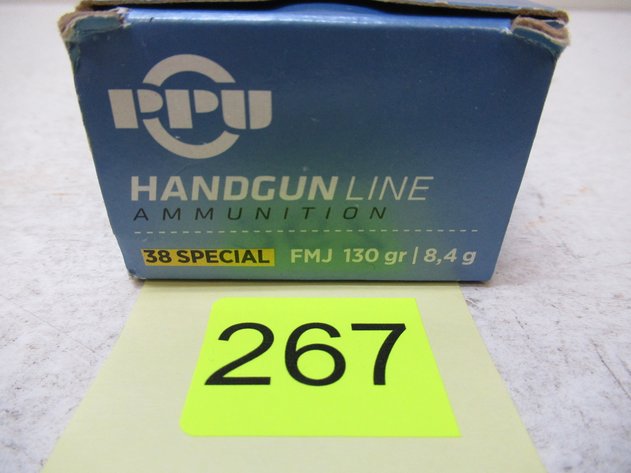 PPU
HANDGUN LINE
AMMUNITION
38 SPECIAL FMJ 130 gr | 8,4 g
267